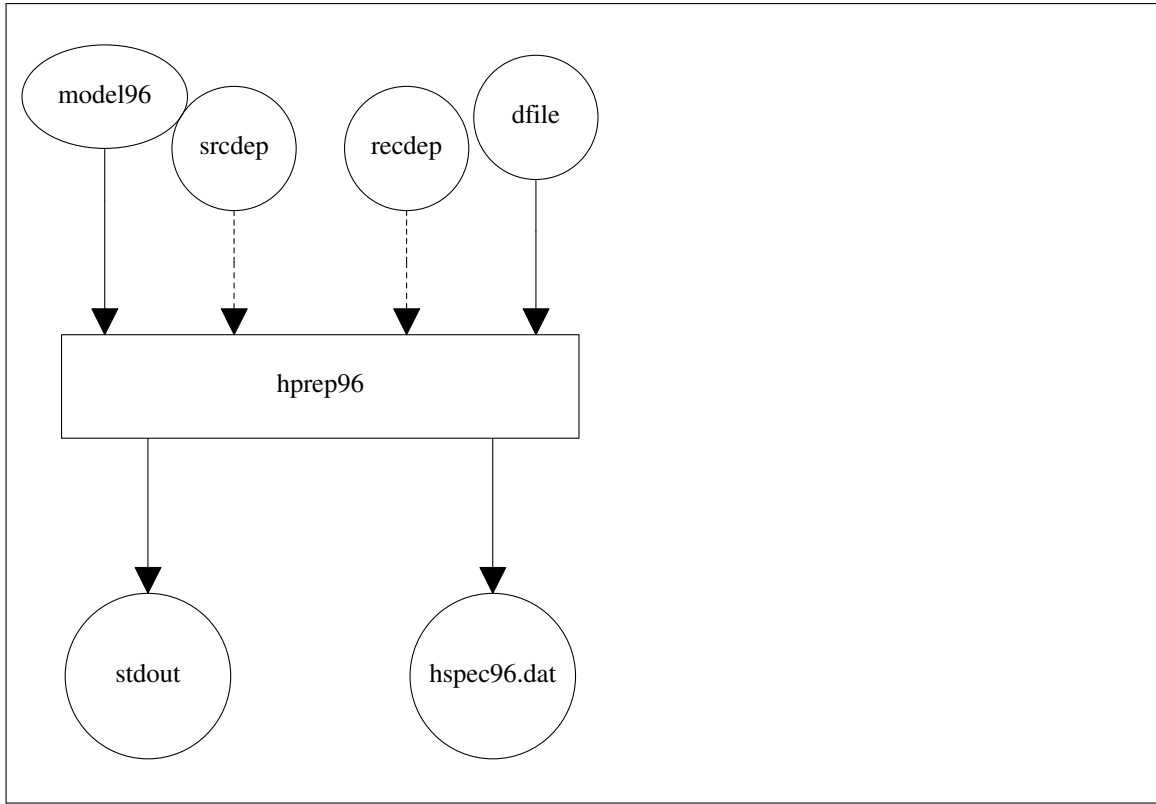 model96
srcdep
recdep
dfile
hprep96
stdout
hspec96.dat